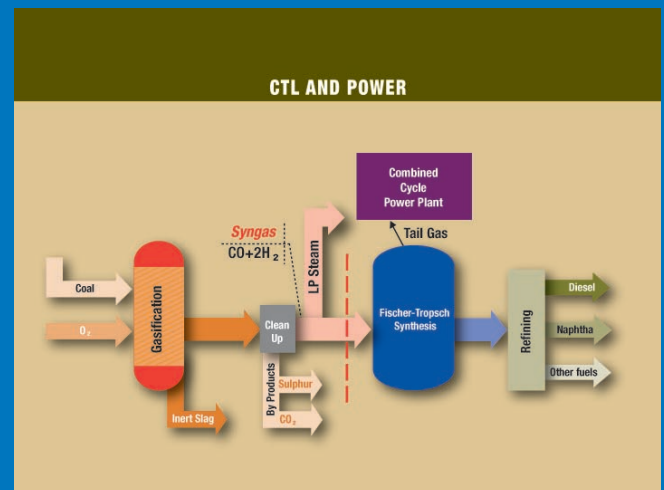 CTL AND POWER
Combined
Cycle
Power Plant
Syngas
CO+2H₂
LP Steam
Tail Gas
Coal
O₂
Gasification
Clean
Up
Fischer-Tropsch
Synthesis
Refining
Diesel
Naphtha
Other fuels
By Products
Sulphur
CO₂
Inert Slag